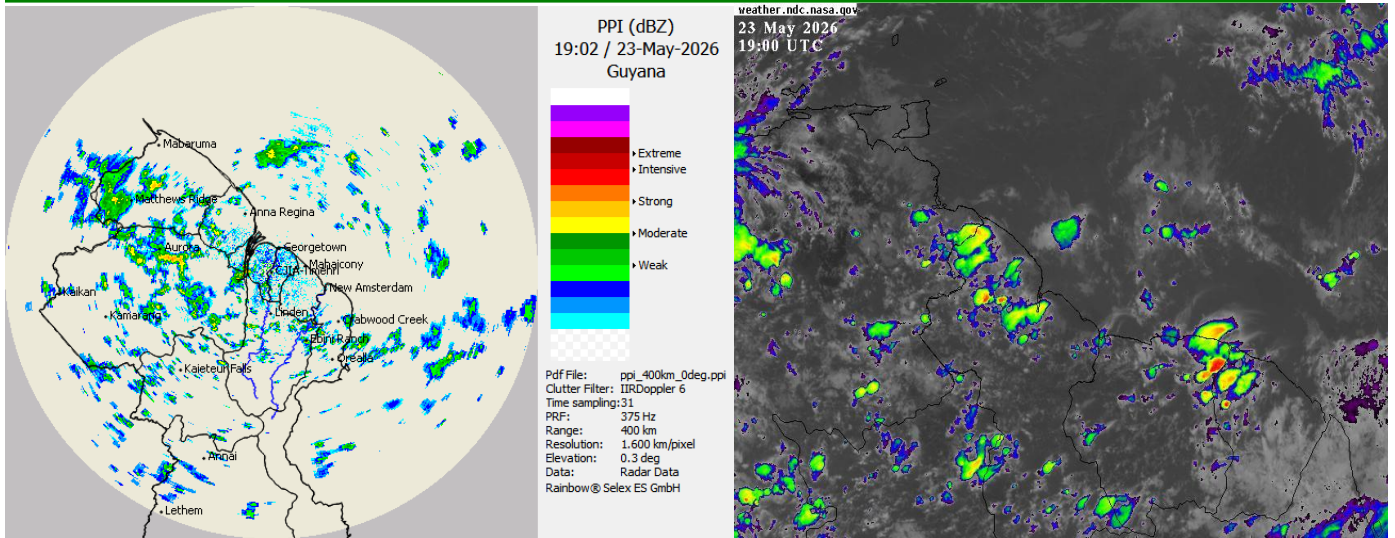 Mabaruma
Matthews Ridge
Anna Regina
Aurora
Georgetown
Mahaicony
CJIA-Timehri
Kaikan
New Amsterdam
Kamarang
Linden
Crabwood Creek
Ebini Ranch
Orealla
Kaieteur Falls
Annai
Lethem
PPI (dBZ)
19:02 / 23-May-2026
Guyana
Extreme
Intensive
Strong
Moderate
Weak
Pdf File: ppi_400km_0deg.ppi
Clutter Filter: IIRDoppler 6
Time sampling: 31
PRF: 375 Hz
Range: 400 km
Resolution: 1.600 km/pixel
Elevation: 0.3 deg
Data: Radar Data
Rainbow® Selex ES GmbH
weather.ndc.nasa.gov
23 May 2026
19:00 UTC